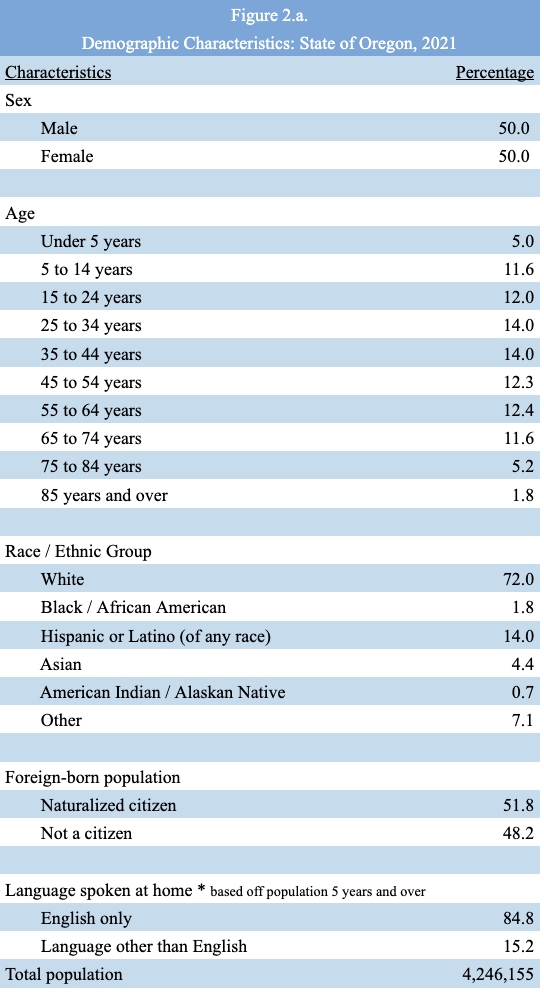 Figure 2.a.
Demographic Characteristics: State of Oregon, 2021
Characteristics Percentage
Sex
Male 50.0
Female 50.0
Age
Under 5 years 5.0
5 to 14 years 11.6
15 to 24 years 12.0
25 to 34 years 14.0
35 to 44 years 14.0
45 to 54 years 12.3
55 to 64 years 12.4
65 to 74 years 11.6
75 to 84 years 5.2
85 years and over 1.8
Race / Ethnic Group
White 72.0
Black / African American 1.8
Hispanic or Latino (of any race) 14.0
Asian 4.4
American Indian / Alaskan Native 0.7
Other 7.1
Foreign-born population
Naturalized citizen 51.8
Not a citizen 48.2
Language spoken at home * based off population 5 years and over
English only 84.8
Language other than English 15.2
Total population 4,246,155